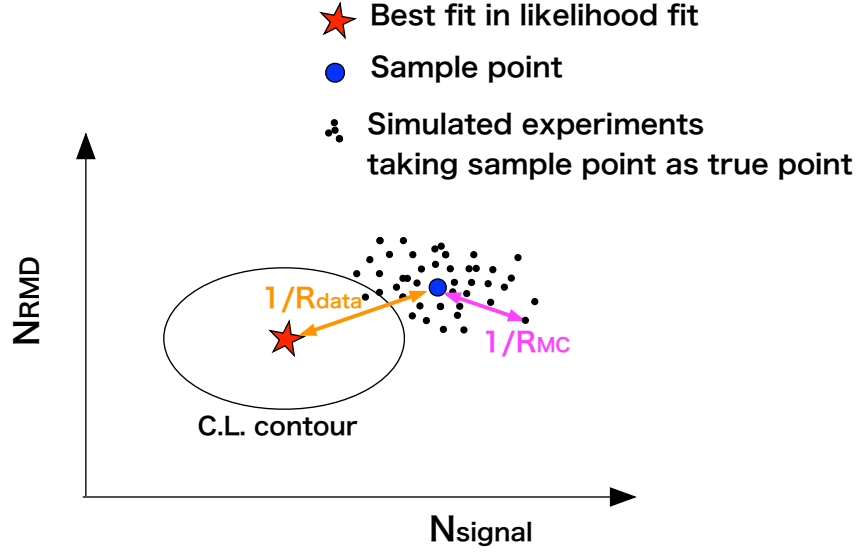 Best fit in likelihood fit
Sample point
Simulated experiments
taking sample point as true point
NRMD
1/Rdata
1/RMC
C.L. contour
Nsignal